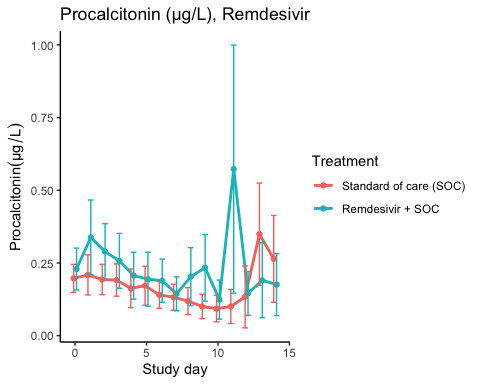 Procalcitonin (µg/L), Remdesivir
1.00
0.75
0.50
0.25
0.00
Procalcitonin(µg/L)
0
5
10
15
Study day
Treatment
Standard of care (SOC)
Remdesivir + SOC